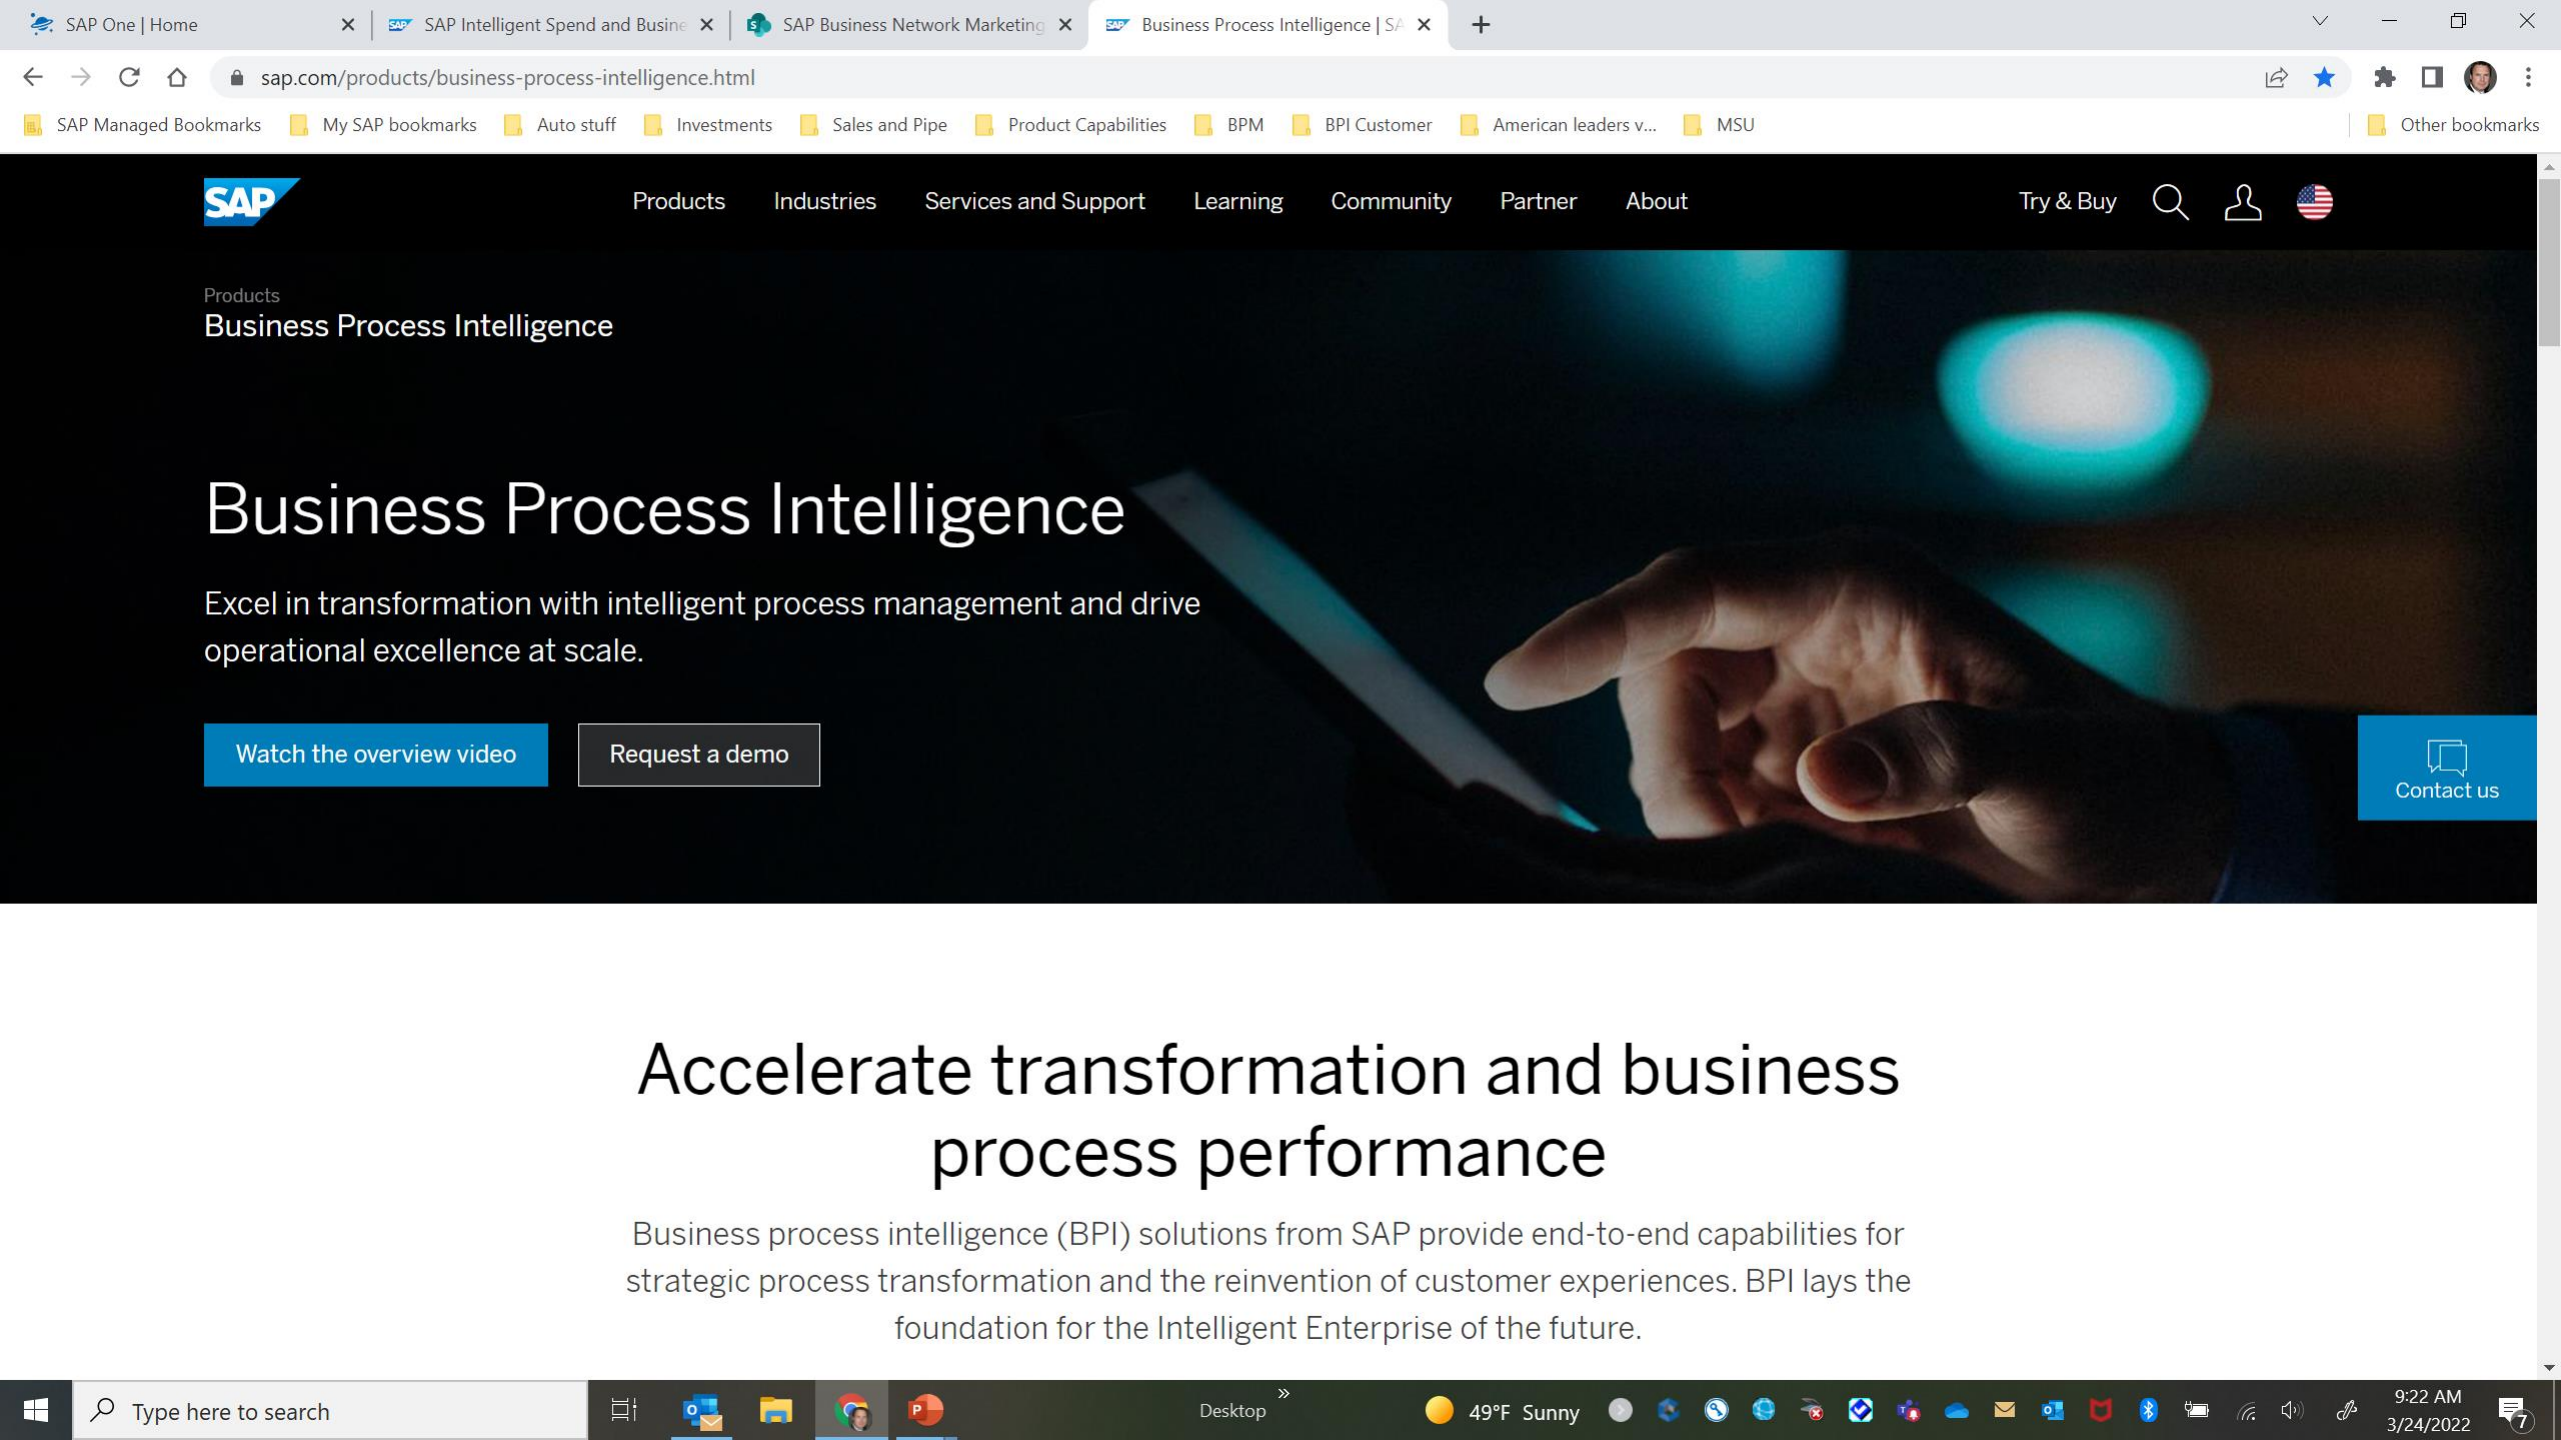 SAP One | Home
SAP Intelligent Spend and Busine
SAP Business Network Marketing
Business Process Intelligence | SA
sap.com/products/business-process-intelligence.html
SAP Managed Bookmarks
My SAP bookmarks
Auto stuff
Investments
Sales and Pipe
Product Capabilities
BPM
BPI Customer
American leaders v...
MSU
Other bookmarks
SAP
Products
Industries
Services and Support
Learning
Community
Partner
About
Try & Buy
Products
Business Process Intelligence
Business Process Intelligence
Excel in transformation with intelligent process management and drive
operational excellence at scale.
Watch the overview video
Request a demo
Contact us
Accelerate transformation and business
process performance
Business process intelligence (BPI) solutions from SAP provide end-to-end capabilities for
strategic process transformation and the reinvention of customer experiences. BPI lays the
foundation for the Intelligent Enterprise of the future.
Type here to search
Desktop
49°F Sunny
9:22 AM
3/24/2022
7